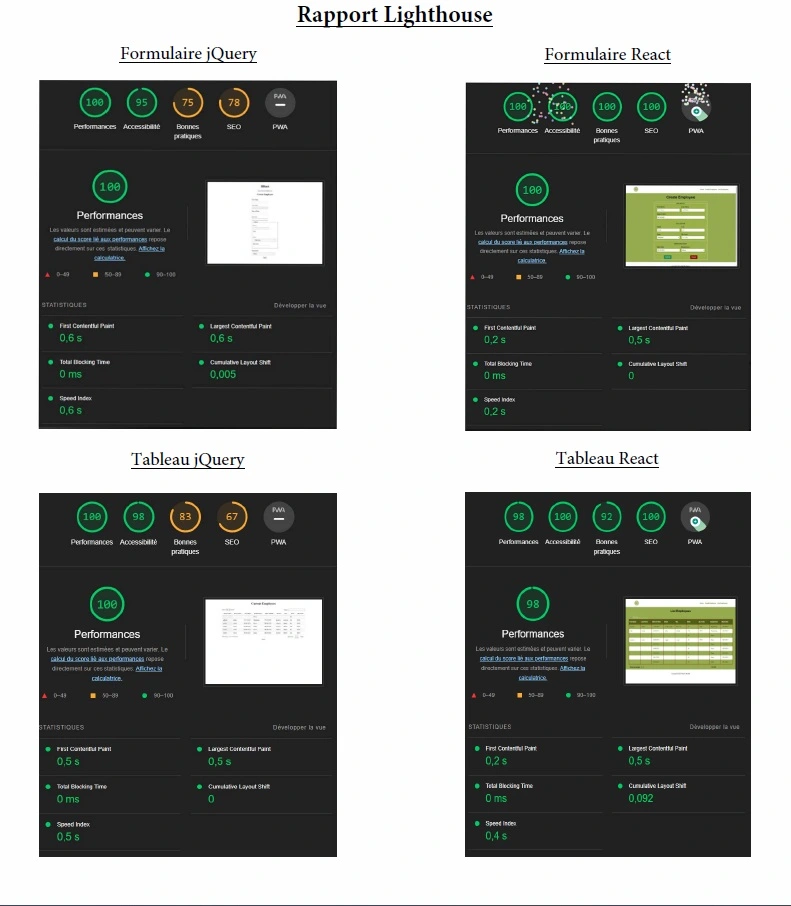 Rapport Lighthouse
Formulaire jQuery
100 95 75 78 PWA
Performances Accessibilité Bonnes pratiques SEO PWA
100
Performances
Les valeurs sont estimées et peuvent varier. Le
calcul du score lié aux performances repose
directement sur ces statistiques. Affichez la
calculatrice.
0–49 50–89 90–100
STATISTIQUES Développer la vue
First Contentful Paint
0,6 s
Largest Contentful Paint
0,6 s
Total Blocking Time
0 ms
Cumulative Layout Shift
0,005
Speed Index
0,6 s
Formulaire React
100 100 100 100 PWA
Performances Accessibilité Bonnes pratiques SEO PWA
100
Performances
Les valeurs sont estimées et peuvent varier. Le
calcul du score lié aux performances repose
directement sur ces statistiques. Affichez la
calculatrice.
Create Employee
0–49 50–89 90–100
STATISTIQUES Développer la vue
First Contentful Paint
0,2 s
Largest Contentful Paint
0,5 s
Total Blocking Time
0 ms
Cumulative Layout Shift
0
Speed Index
0,2 s
Tableau jQuery
100 98 83 67 PWA
Performances Accessibilité Bonnes pratiques SEO PWA
100
Performances
Les valeurs sont estimées et peuvent varier. Le
calcul du score lié aux performances repose
directement sur ces statistiques. Affichez la
calculatrice.
Current Employees
0–49 50–89 90–100
STATISTIQUES Développer la vue
First Contentful Paint
0,5 s
Largest Contentful Paint
0,5 s
Total Blocking Time
0 ms
Cumulative Layout Shift
0
Speed Index
0,5 s
Tableau React
98 100 92 100 PWA
Performances Accessibilité Bonnes pratiques SEO PWA
98
Performances
Les valeurs sont estimées et peuvent varier. Le
calcul du score lié aux performances repose
directement sur ces statistiques. Affichez la
calculatrice.
0–49 50–89 90–100
STATISTIQUES Développer la vue
First Contentful Paint
0,2 s
Largest Contentful Paint
0,5 s
Total Blocking Time
0 ms
Cumulative Layout Shift
0,092
Speed Index
0,4 s